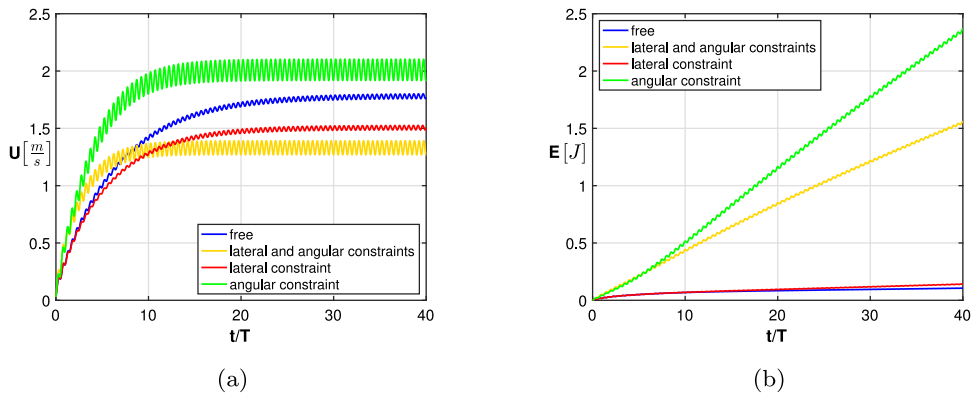 2.5
2
1.5
1
0.5
0
U[m/s]
0 10 20 30 40
t/T
free
lateral and angular constraints
lateral constraint
angular constraint
(a)
2.5
2
1.5
1
0.5
0
E[J]
free
lateral and angular constraints
lateral constraint
angular constraint
0 10 20 30 40
t/T
(b)